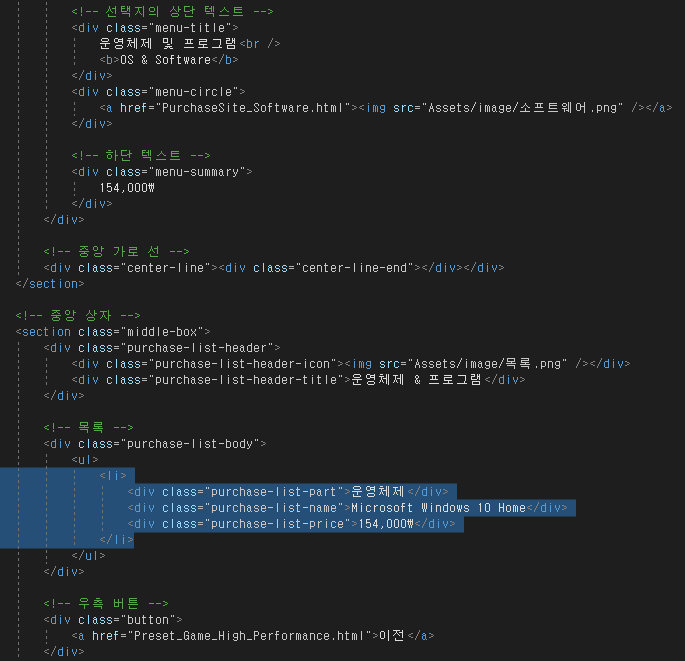 <!-- 선택지의 상단 텍스트 -->
<div class="menu-title">
운영체제 및 프로그램<br />
<b>OS & Software</b>
</div>
<div class="menu-circle">
<a href="PurchaseSite_Software.html"><img src="Assets/image/소프트웨어.png" /></a>
</div>
<!-- 하단 텍스트 -->
<div class="menu-summary">
154,000₩
</div>
</div>
<!-- 중앙 가로 선 -->
<div class="center-line"><div class="center-line-end"></div></div>
</section>
<!-- 중앙 상자 -->
<section class="middle-box">
<div class="purchase-list-header">
<div class="purchase-list-header-icon"><img src="Assets/image/목록.png" /></div>
<div class="purchase-list-header-title">운영체제 & 프로그램</div>
</div>
<!-- 목록 -->
<div class="purchase-list-body">
<ul>
<li>
<div class="purchase-list-part">운영체제</div>
<div class="purchase-list-name">Microsoft Windows 10 Home</div>
<div class="purchase-list-price">154,000₩</div>
</li>
</ul>
</div>
<!-- 우측 버튼 -->
<div class="button">
<a href="Preset_Game_High_Performance.html">이전</a>
</div>